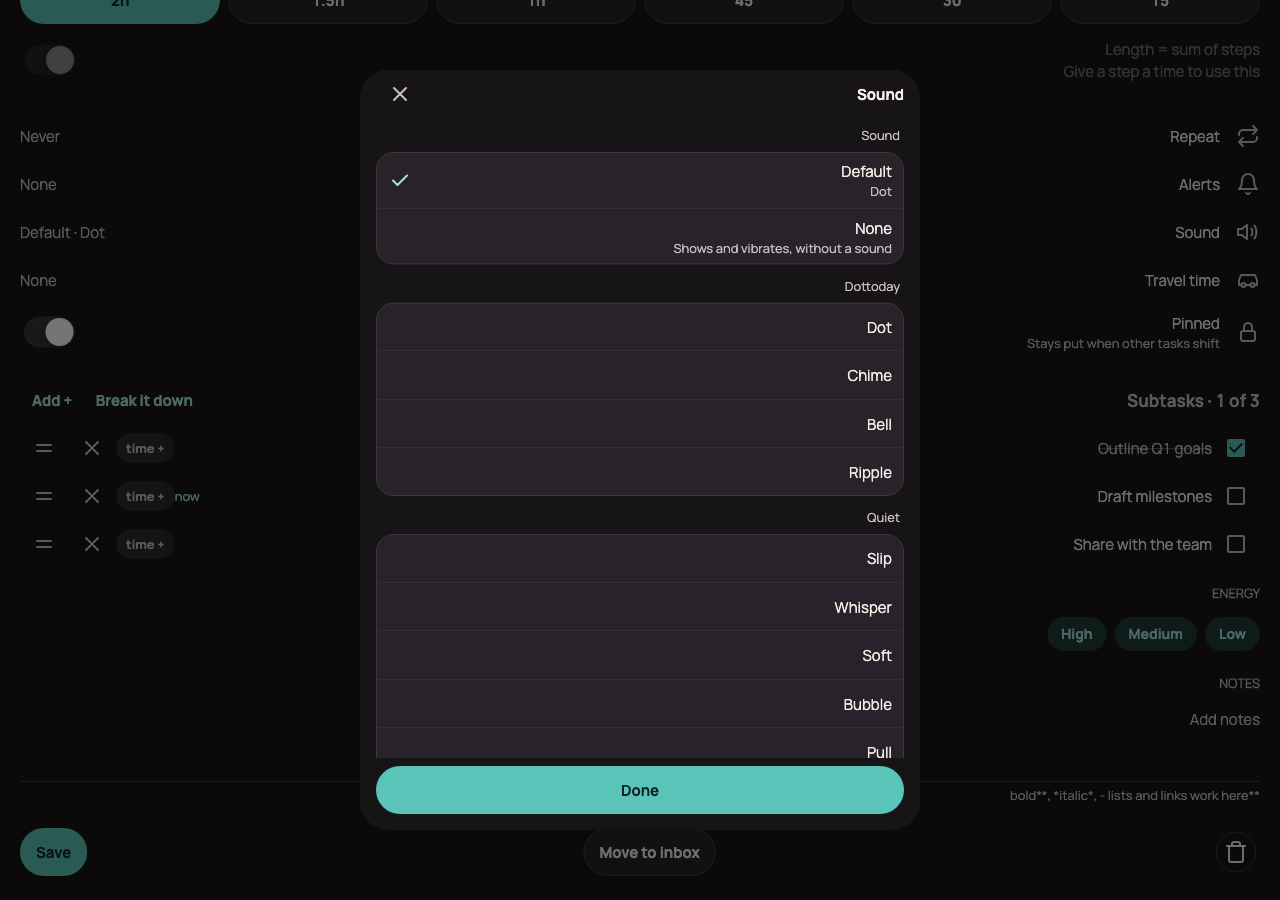 2h
1.5h
1h
45
30
15
Length = sum of steps
Give a step a time to use this
Repeat
Never
Alerts
None
Sound
Default · Dot
Travel time
None
Pinned
Stays put when other tasks shift
Subtasks · 1 of 3
Break it down
Add +
Outline Q1 goals
time +
Draft milestones
time +
now
Share with the team
time +
ENERGY
Low
Medium
High
NOTES
Add notes
bold**, *italic*, - lists and links work here**
Save
Move to inbox
Sound
Sound
Default
Dot
None
Shows and vibrates, without a sound
Dottoday
Dot
Chime
Bell
Ripple
Quiet
Slip
Whisper
Soft
Bubble
Pull
Done